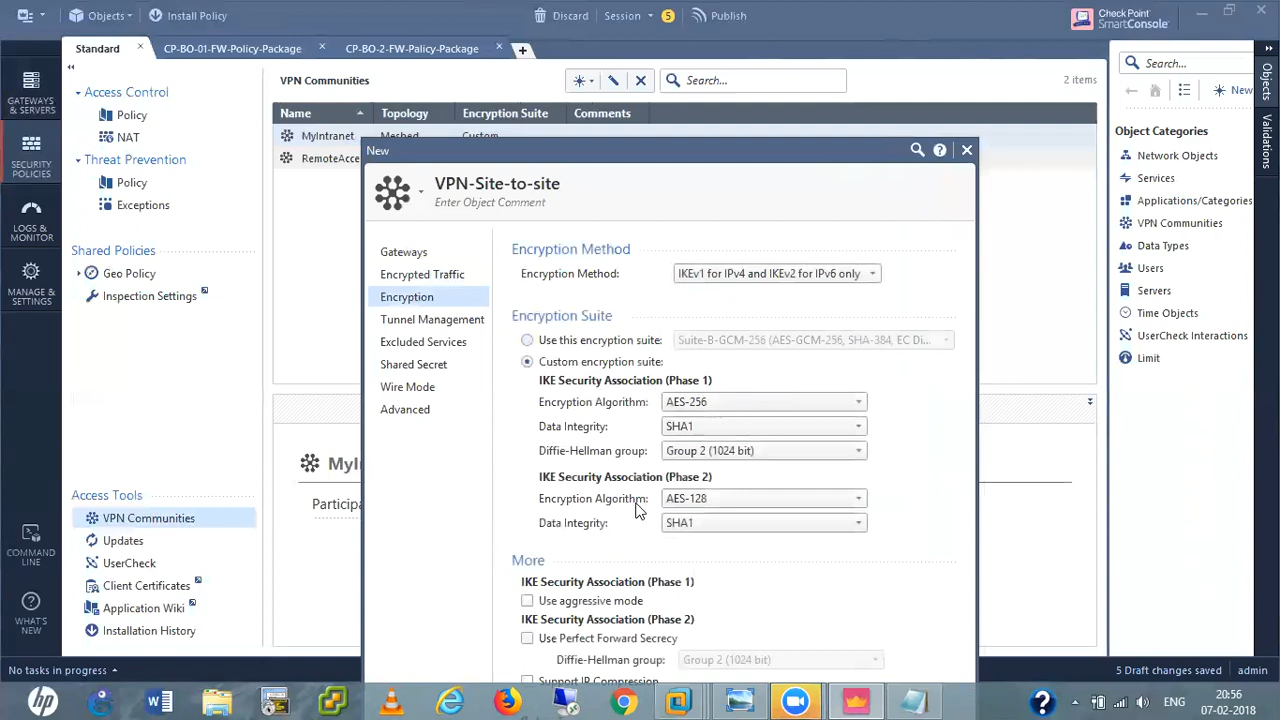 Objects
Install Policy
Discard
Session
5
Publish
Check Point
SmartConsole
Standard
CP-BO-01-FW-Policy-Package
CP-BO-2-FW-Palicy-Package
GATEWAYS
& SERVERS
SECURITY
POLICIES
LOGS &
MONITOR
MANAGE &
SETTINGS
COMMAND
LINE
WHAT'S
NEW
Access Control
Policy
NAT
Threat Prevention
Policy
Exceptions
Shared Policies
Geo Policy
Inspection Settings
Access Tools
VPN Communities
Updates
UserCheck
Client Certificates
Application Wiki
Installation History
VPN Communities
Search...
2 items
Name
Topology
Encryption Suite
Comments
MyIntranet
Meshed
Custom
RemoteAcce
MyIn
Participa
New
VPN-Site-to-site
Enter Object Comment
Gateways
Encrypted Traffic
Encryption
Tunnel Management
Excluded Services
Shared Secret
Wire Mode
Advanced
Encryption Method
Encryption Method: IKEv1 for IPv4 and IKEv2 for IPv6 only
Encryption Suite
Use this encryption suite: Suite-B-GCM-256 (AES-GCM-256, SHA-384, EC Di...
Custom encryption suite:
IKE Security Association (Phase 1)
Encryption Algorithm: AES-256
Data Integrity: SHA1
Diffie-Hellman group: Group 2 (1024 bit)
IKE Security Association (Phase 2)
Encryption Algorithm: AES-128
Data Integrity: SHA1
More
IKE Security Association (Phase 1)
Use aggressive mode
IKE Security Association (Phase 2)
Use Perfect Forward Secrecy
Diffie-Hellman group: Group 2 (1024 bit)
Support IP Compression
Search...
New
Object Categories
Network Objects
Services
Applications/Categories
VPN Communities
Data Types
Users
Servers
Time Objects
UserCheck Interactions
Limit
Objects
Validations
No tasks in progress
5 Draft changes saved
admin
ENG
20:56
07-02-2018